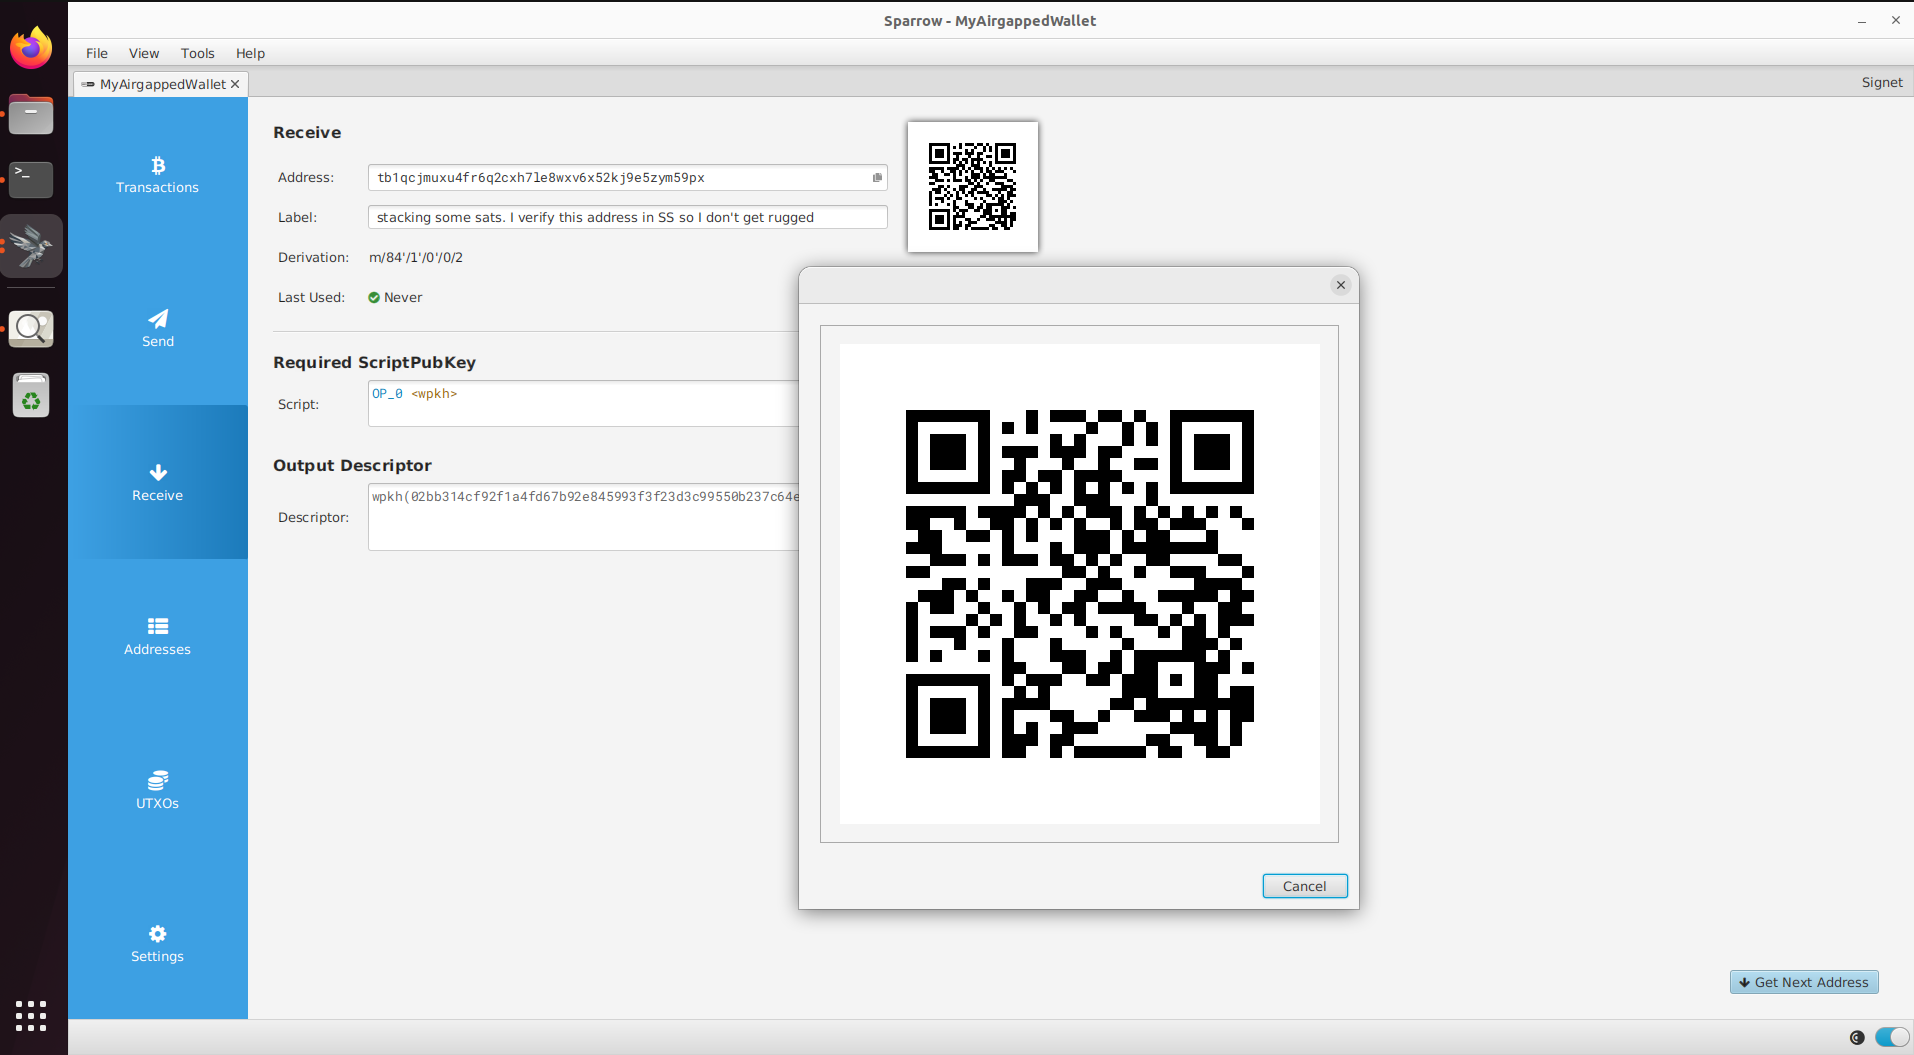 Sparrow - MyAirgappedWallet
File View Tools Help
MyAirgappedWallet
Signet
Transactions
Send
Receive
Addresses
UTXOs
Settings
Receive
Address: tb1qcjmuxu4fr6q2cxh7le8wxv6x52kj9e5zym59px
Label: stacking some sats. I verify this address in SS so I don't get rugged
Derivation: m/84'/1'/0'/0/2
Last Used: Never
Required ScriptPubKey
Script: OP_0 <wpkh>
Output Descriptor
Descriptor: wpkh(02bb314cf92f1a4fd67b92e845993f3f23d3c99550b237c64e
Cancel
Get Next Address